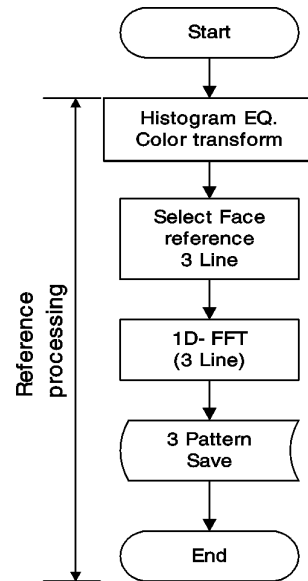 Start
Histogram EQ.
Color transform
Select Face
reference
3 Line
1D- FFT
(3 Line)
3 Pattern
Save
End
Reference
processing